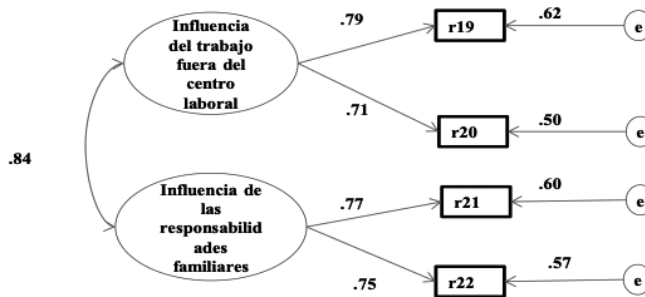 Influencia
del trabajo
fuera del
centro
laboral
.79
r19
.62
e
.71
r20
.50
e
.84
Influencia de
las
responsabilid
ades
familiares
.77
r21
.60
e
.75
r22
.57
e